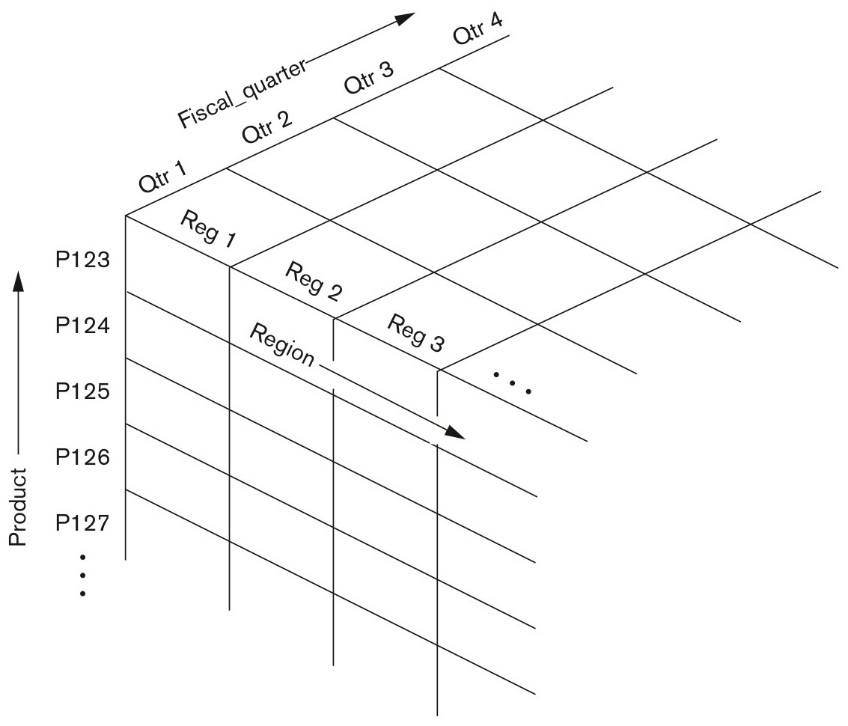 Fiscal_quarter
Qtr 1
Qtr 2
Qtr 3
Qtr 4
Reg 1
Reg 2
Reg 3
...
Region
Product
P123
P124
P125
P126
P127
...